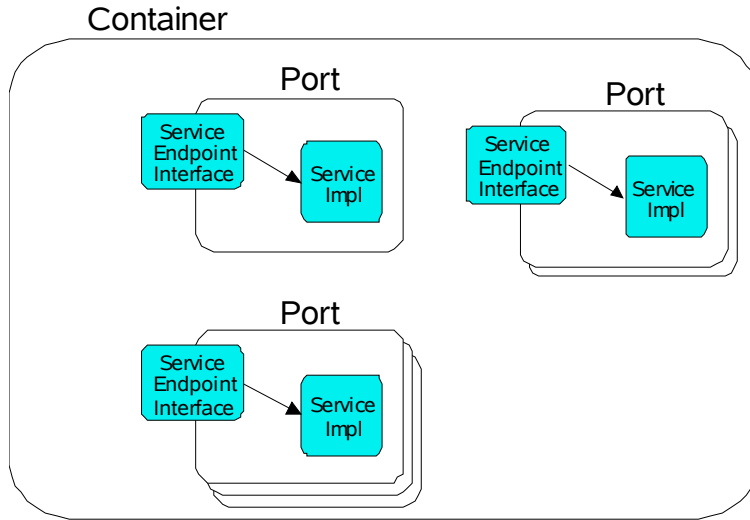 Container
Port
Service
Endpoint
Interface
Service
Impl
Port
Service
Endpoint
Interface
Service
Impl
Port
Service
Endpoint
Interface
Service
Impl